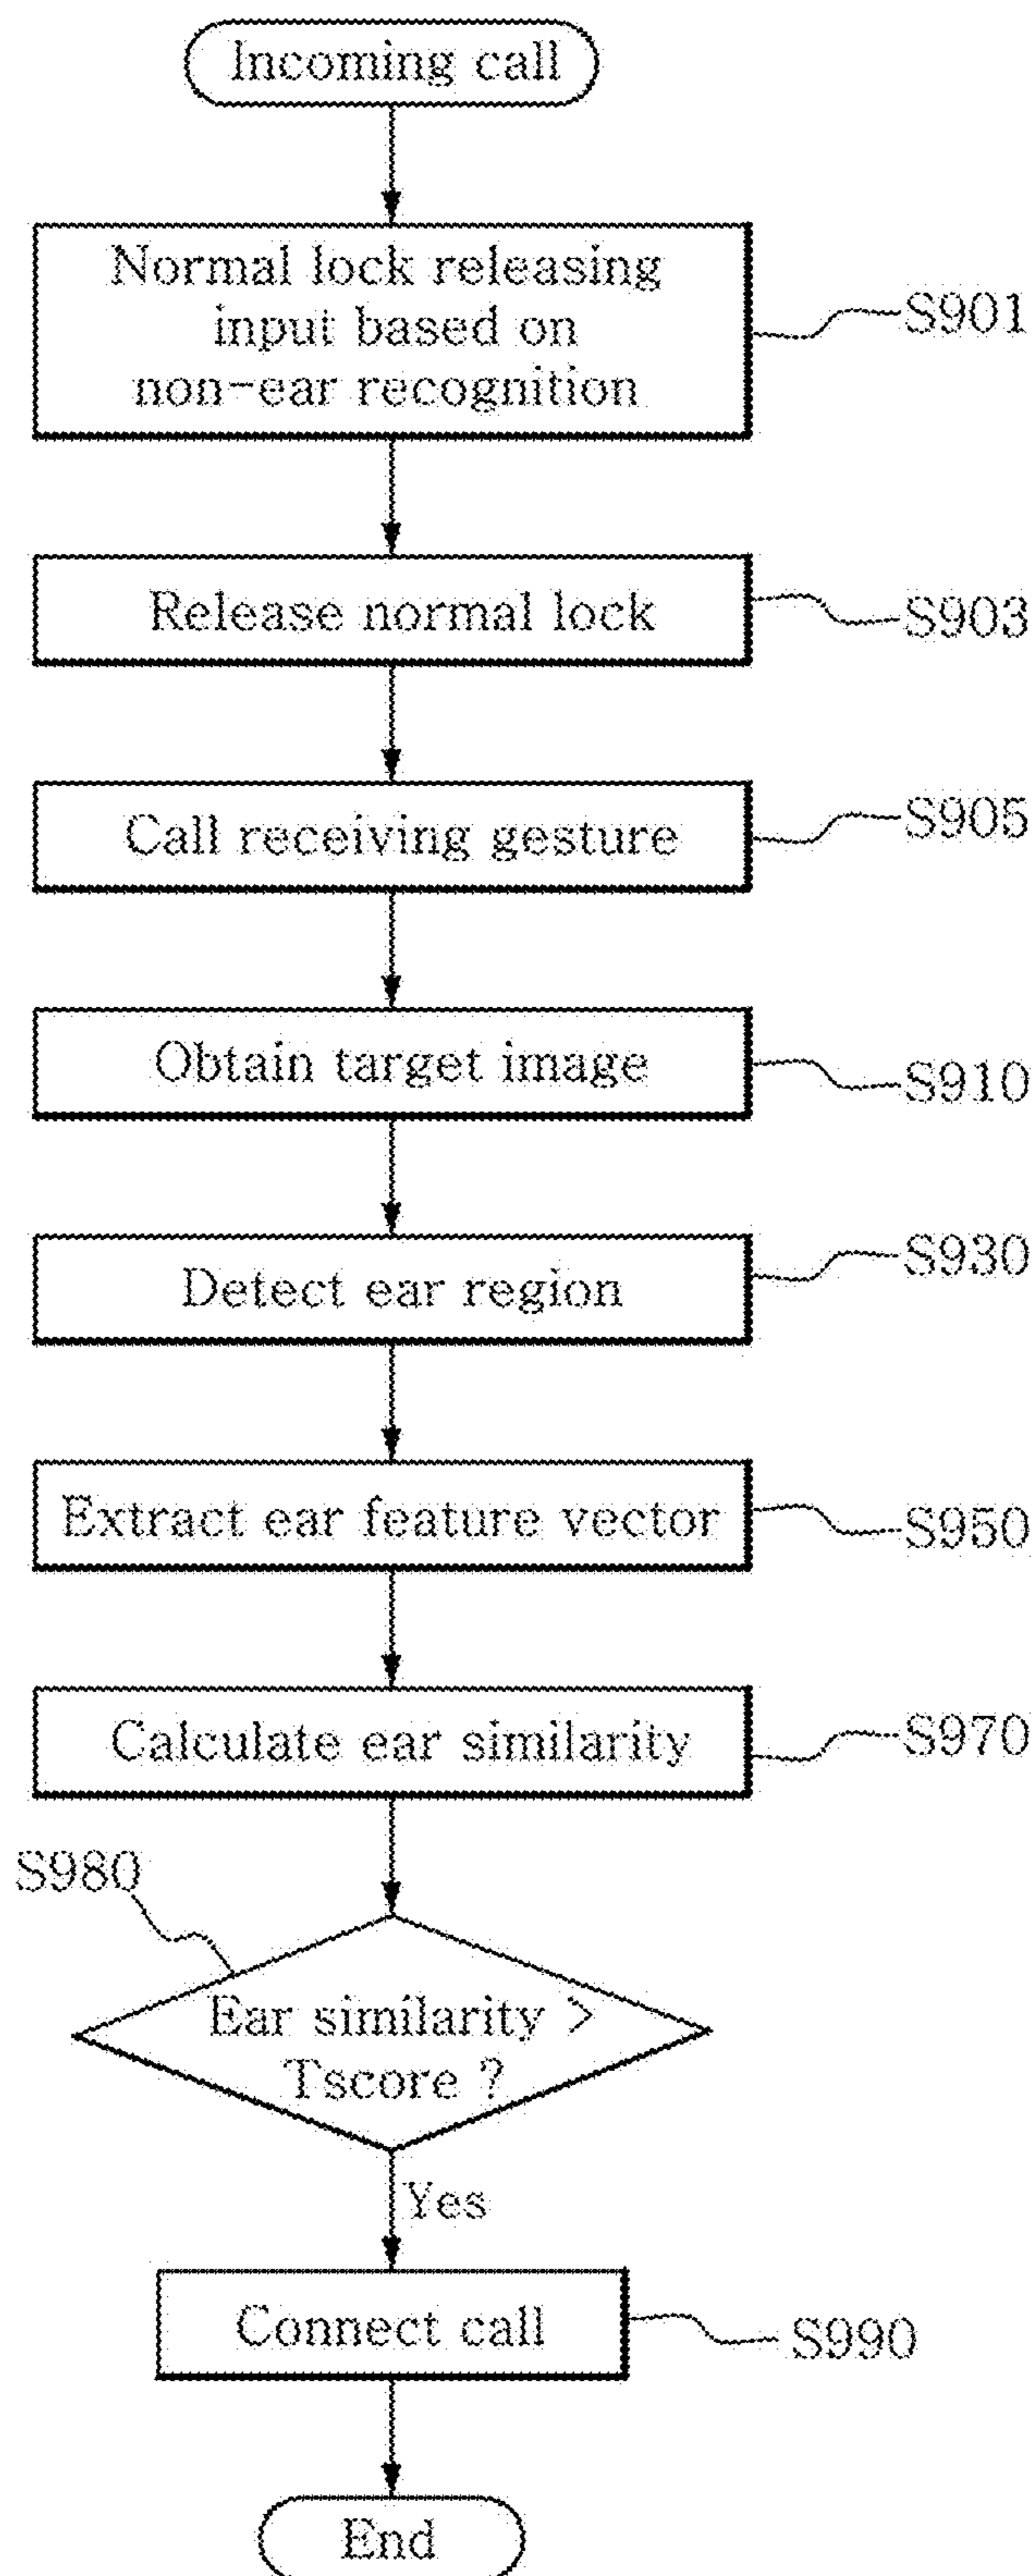 Incoming call
Normal lock releasing
input based on
non-ear recognition
S901
Release normal lock
S903
Call receiving gesture
S905
Obtain target image
S910
Detect ear region
S930
Extract ear feature vector
S950
Calculate ear similarity
S970
S980
Ear similarity >
Tscore ?
Yes
Connect call
S990
End